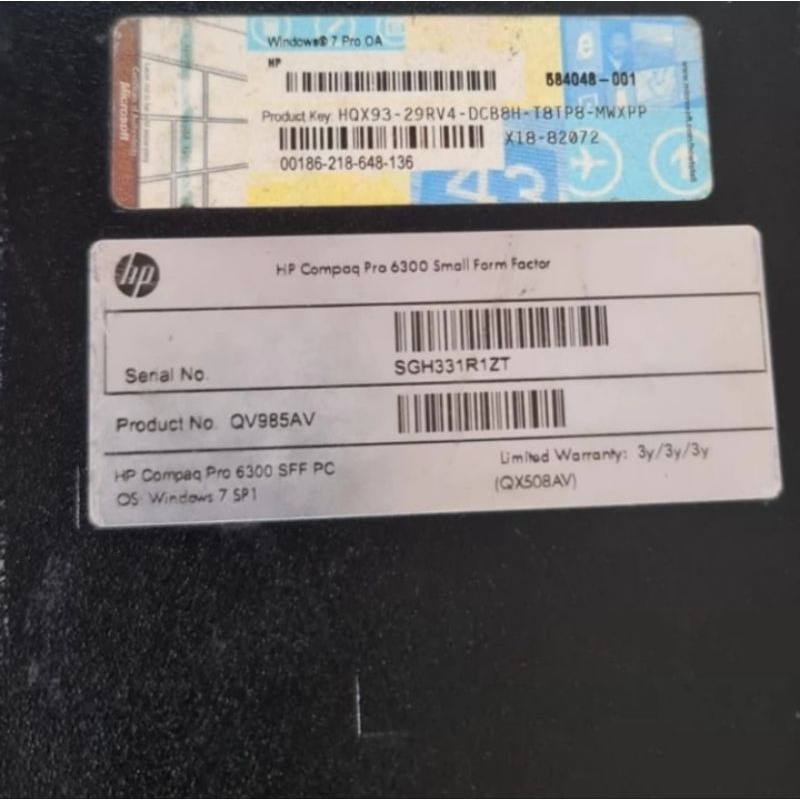 Windows® 7 Pro OA
HP
584048-001
Product Key: HQX93-29RV4-DCB8H-T8TP8-MWXPP
X18-82072
00186-218-648-136
Microsoft
hp
HP Compaq Pro 6300 Small Form Factor
Serial No.
SGH331R1ZT
Product No. QV985AV
HP Compaq Pro 6300 SFF PC
OS: Windows 7 SP1
Limited Warranty: 3y/3y/3y
(QX508AV)